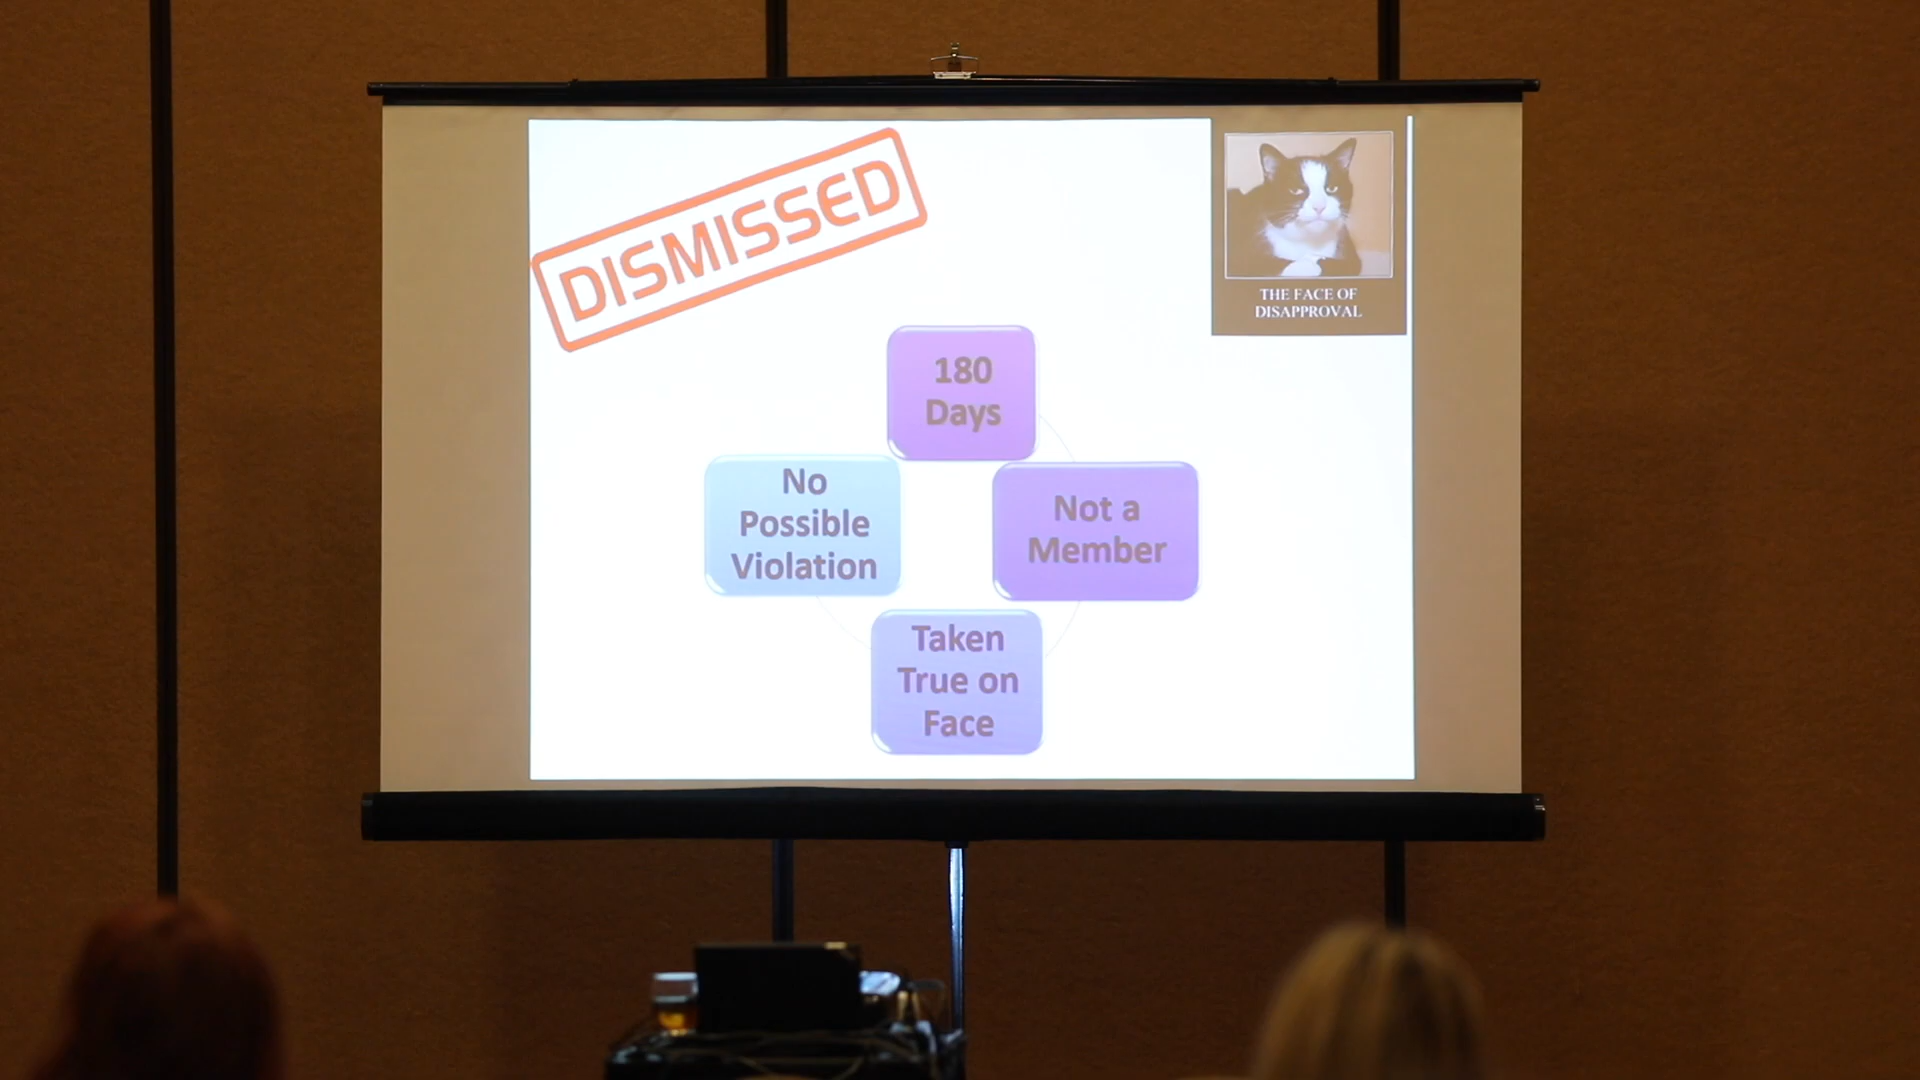 DISMISSED
THE FACE OF
DISAPPROVAL
180
Days
No
Possible
Violation
Not a
Member
Taken
True on
Face